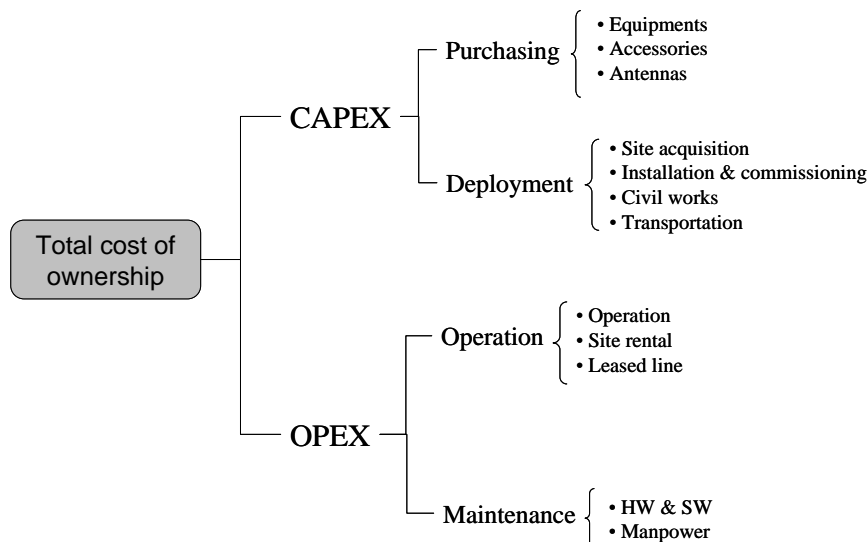 Total cost of
ownership
CAPEX
Purchasing
• Equipments
• Accessories
• Antennas
Deployment
• Site acquisition
• Installation & commissioning
• Civil works
• Transportation
OPEX
Operation
• Operation
• Site rental
• Leased line
Maintenance
• HW & SW
• Manpower